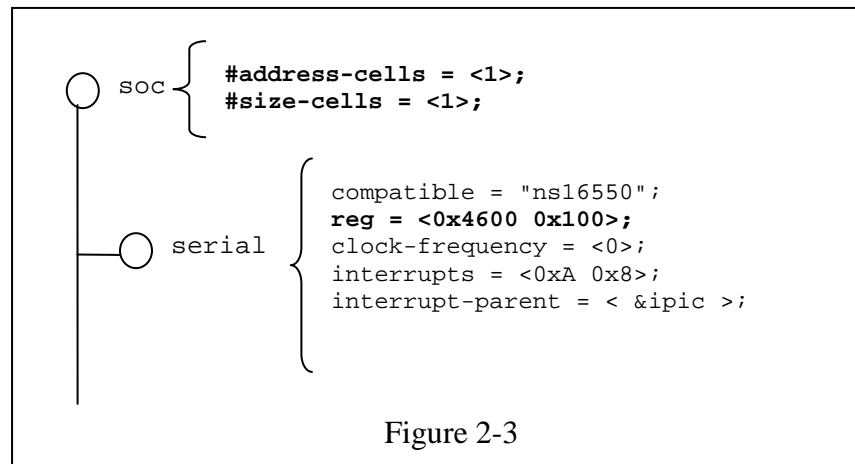 soc
#address-cells = <1>;
#size-cells = <1>;
serial
compatible = "ns16550";
reg = <0x4600 0x100>;
clock-frequency = <0>;
interrupts = <0xA 0x8>;
interrupt-parent = < &ipic >;
Figure 2-3